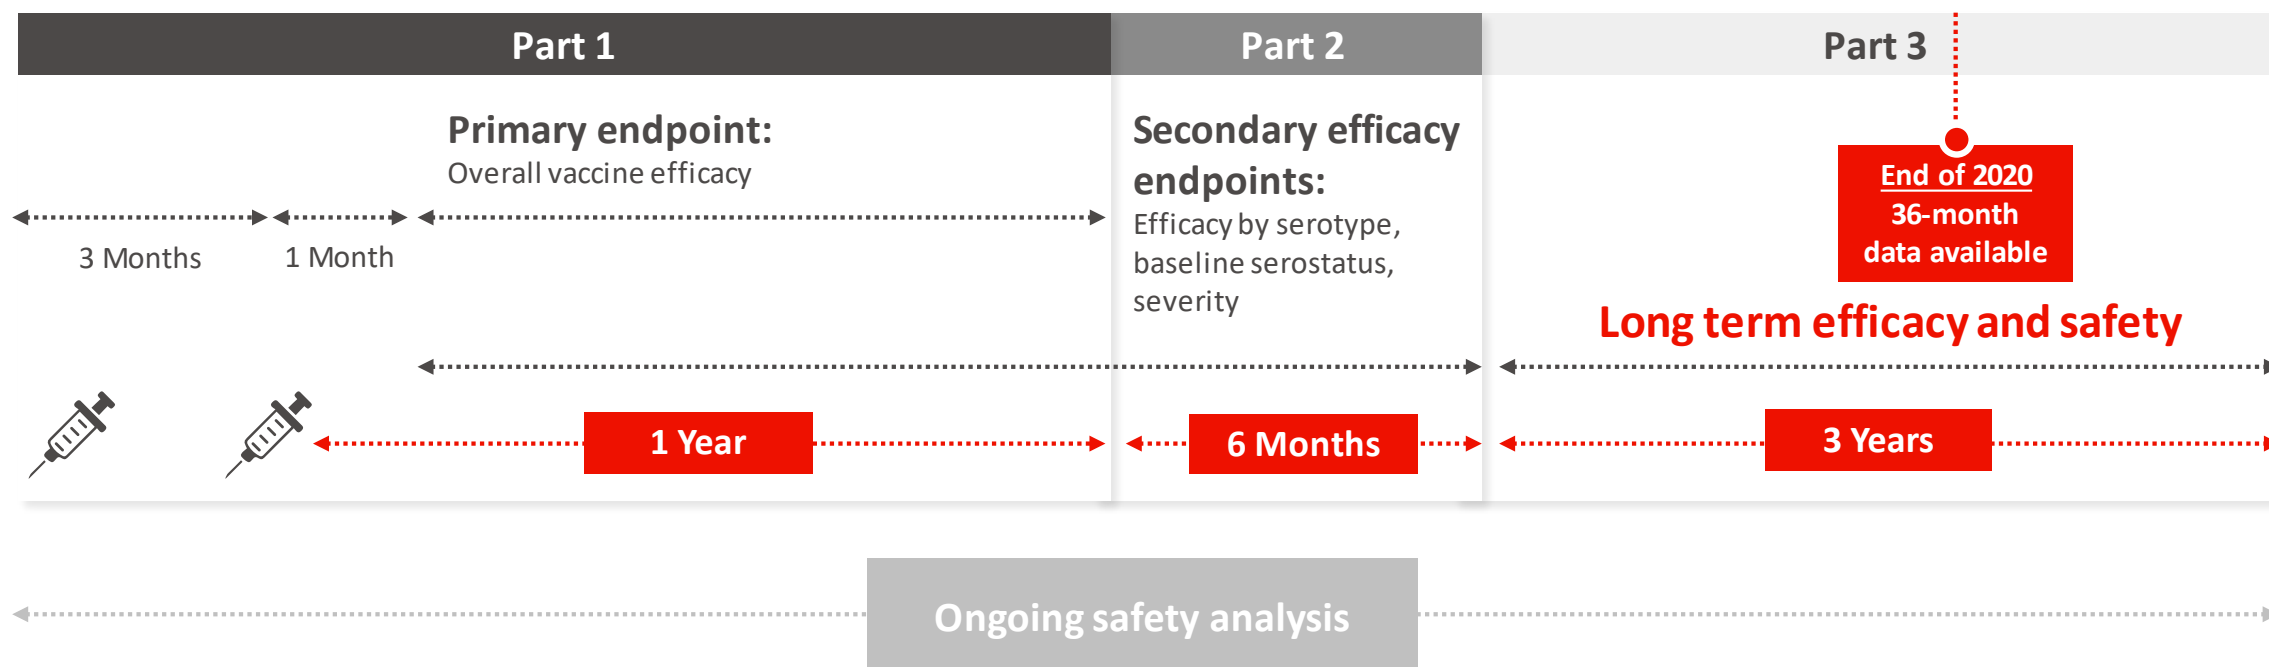 Part 1
Part 2
Part 3
Primary endpoint:
Overall vaccine efficacy
3 Months
1 Month
Secondary efficacy
endpoints:
Efficacy by serotype,
baseline serostatus,
severity
End of 2020
36-month
data available
Long term efficacy and safety
1 Year
6 Months
3 Years
Ongoing safety analysis